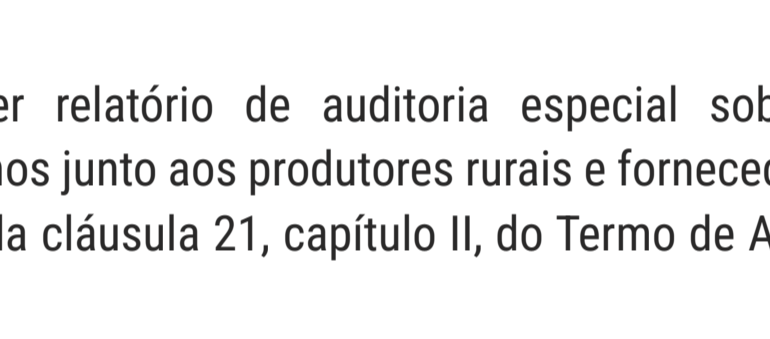 er relatório de auditoria especial sob
nos junto aos produtores rurais e fornece
da cláusula 21, capítulo II, do Termo de A